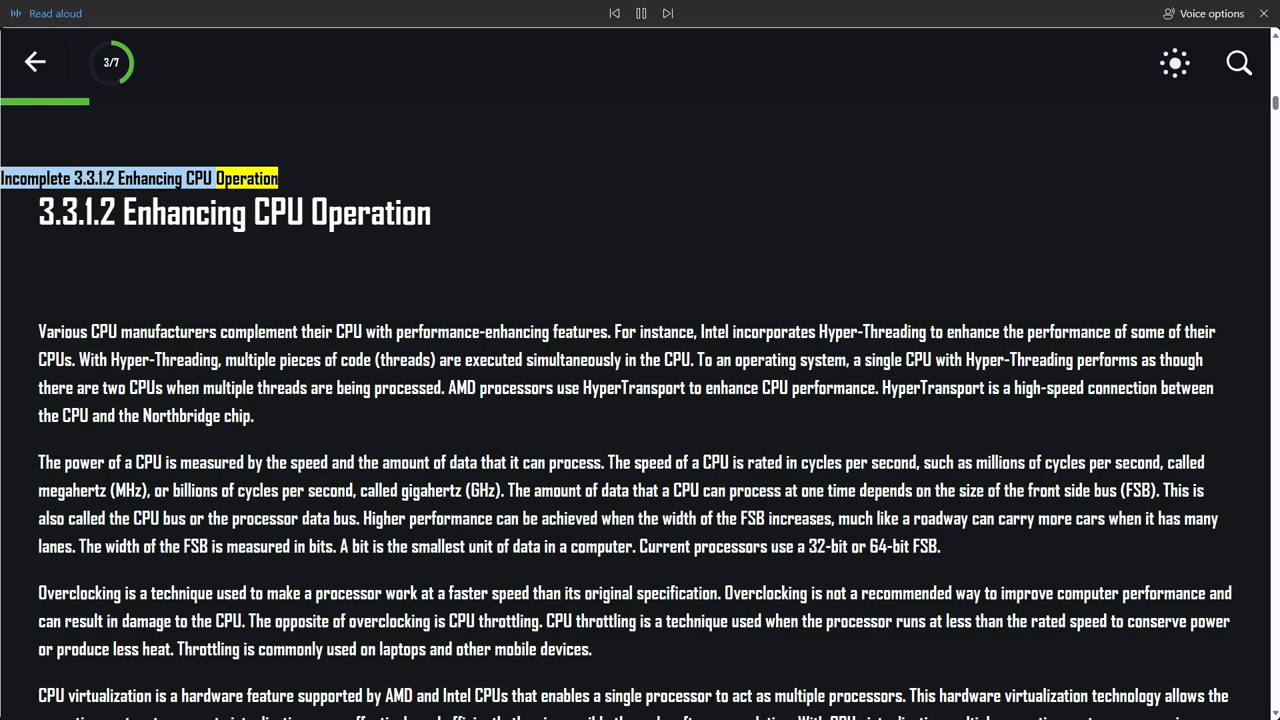 Read aloud
Voice options
3/7
Incomplete 3.3.1.2 Enhancing CPU Operation
3.3.1.2 Enhancing CPU Operation
Various CPU manufacturers complement their CPU with performance-enhancing features. For instance, Intel incorporates Hyper-Threading to enhance the performance of some of their
CPUs. With Hyper-Threading, multiple pieces of code (threads) are executed simultaneously in the CPU. To an operating system, a single CPU with Hyper-Threading performs as though
there are two CPUs when multiple threads are being processed. AMD processors use HyperTransport to enhance CPU performance. HyperTransport is a high-speed connection between
the CPU and the Northbridge chip.
The power of a CPU is measured by the speed and the amount of data that it can process. The speed of a CPU is rated in cycles per second, such as millions of cycles per second, called
megahertz (MHz), or billions of cycles per second, called gigahertz (GHz). The amount of data that a CPU can process at one time depends on the size of the front side bus (FSB). This is
also called the CPU bus or the processor data bus. Higher performance can be achieved when the width of the FSB increases, much like a roadway can carry more cars when it has many
lanes. The width of the FSB is measured in bits. A bit is the smallest unit of data in a computer. Current processors use a 32-bit or 64-bit FSB.
Overclocking is a technique used to make a processor work at a faster speed than its original specification. Overclocking is not a recommended way to improve computer performance and
can result in damage to the CPU. The opposite of overclocking is CPU throttling. CPU throttling is a technique used when the processor runs at less than the rated speed to conserve power
or produce less heat. Throttling is commonly used on laptops and other mobile devices.
CPU virtualization is a hardware feature supported by AMD and Intel CPUs that enables a single processor to act as multiple processors. This hardware virtualization technology allows the